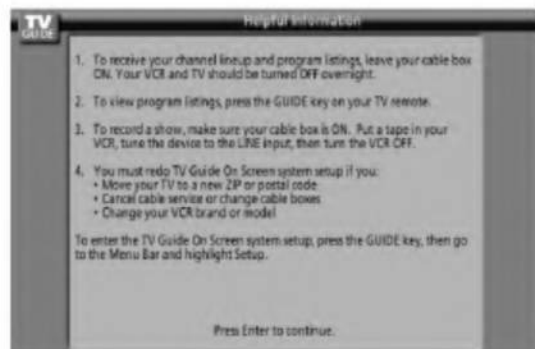 TV
GUIDE
Helpful Information
1. To receive your channel lineup and program listings, leave your cable box
ON. Your VCR and TV should be turned OFF overnight.
2. To view program listings, press the GUIDE key on your TV remote.
3. To record a show, make sure your cable box is ON. Put a tape in your
VCR, tune the device to the LINE input, then turn the VCR OFF.
4. You must redo TV Guide On Screen system setup if you:
• Move your TV to a new ZIP or postal code
• Cancel cable service or change cable boxes
• Change your VCR brand or model
To enter the TV Guide On Screen system setup, press the GUIDE key, then go
to the Menu Bar and highlight Setup.
Press Enter to continue.